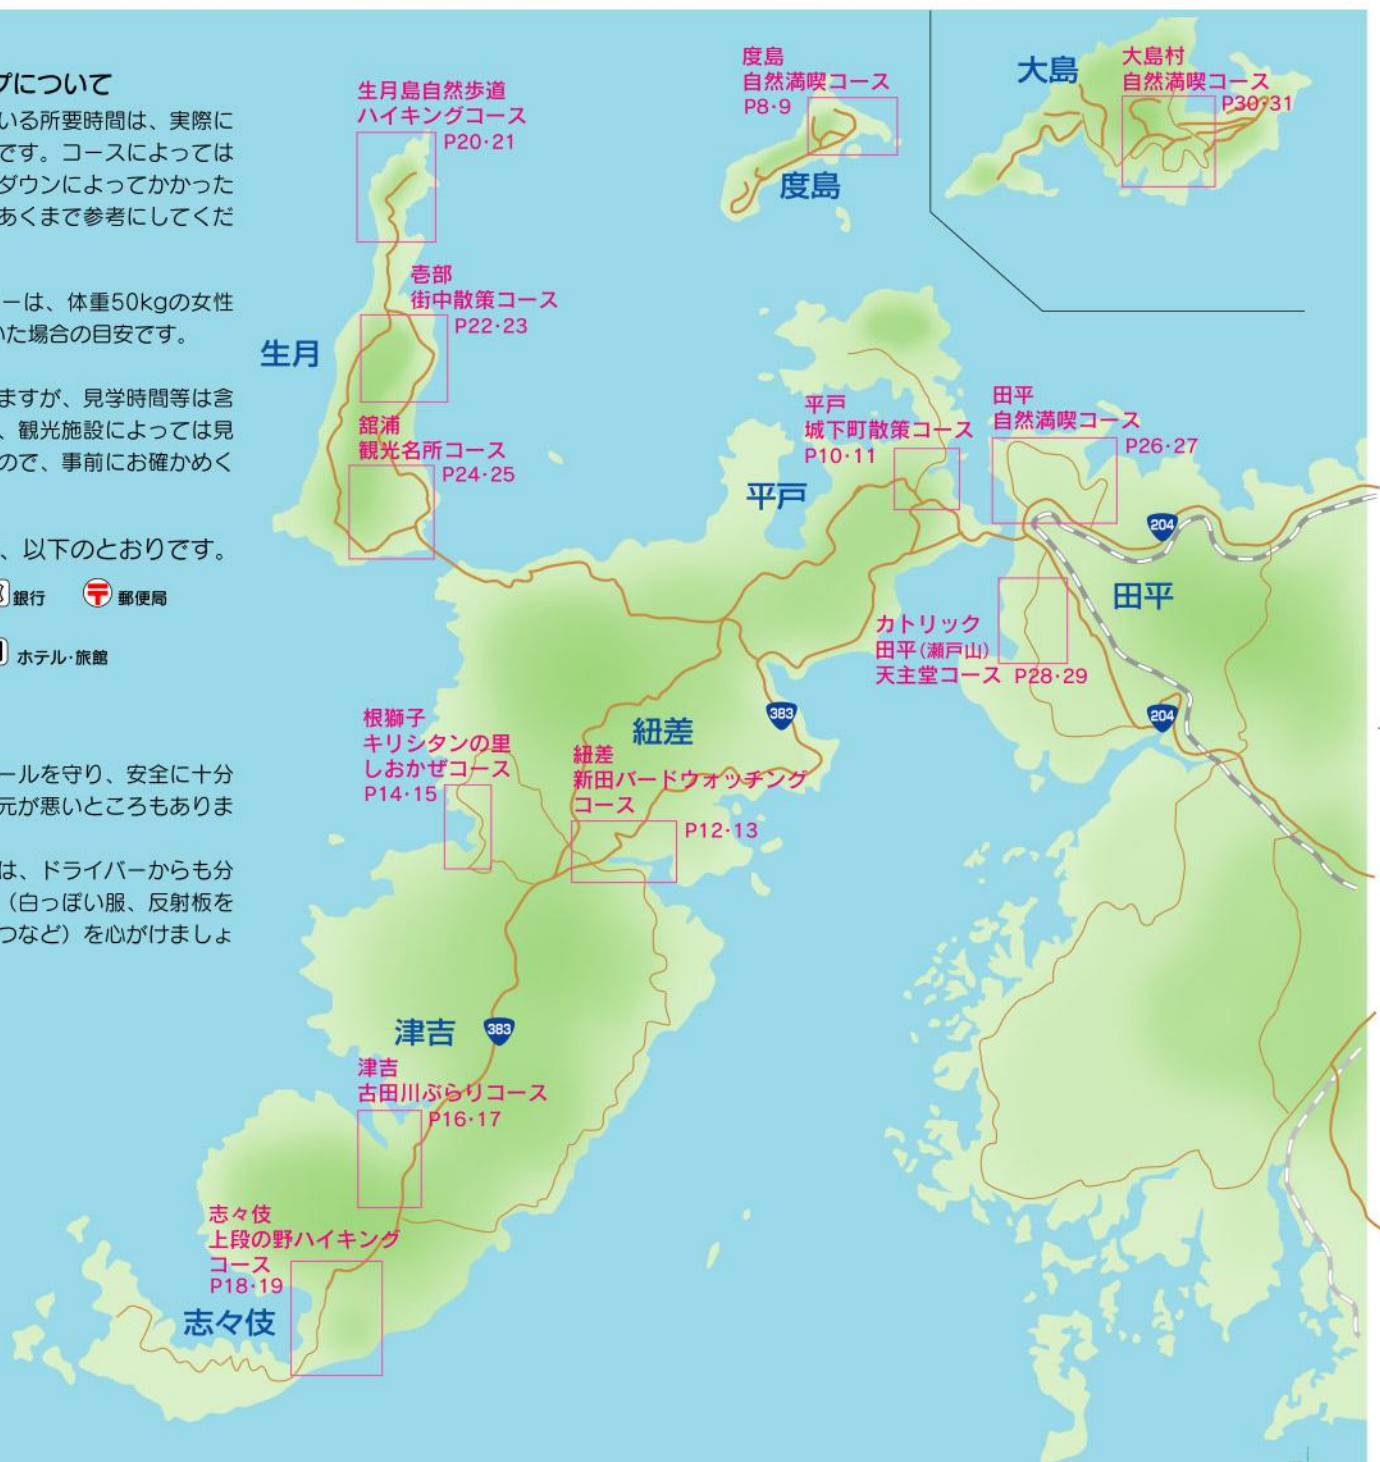 プについて
いる所要時間は、実際に
です。コースによっては
ダウンによってかかった
あくまで参考にしてくだ
ーは、体重50kgの女性
いた場合の目安です。
ますが、見学時間等は含
、観光施設によっては見
ので、事前にお確かめく
、以下のとおりです。
銀行
郵便局
ホテル・旅館
ールを守り、安全に十分
元が悪いところもありま
は、ドライバーからも分
（白っぽい服、反射板を
つなど）を心がけましょ
生月島自然歩道
ハイキングコース
P20・21
度島
自然満喫コース
P8・9
度島
大島
大島村
自然満喫コース
P30・31
壱部
街中散策コース
P22・23
生月
舘浦
観光名所コース
P24・25
平戸
城下町散策コース
P10・11
平戸
田平
自然満喫コース
P26・27
204
田平
カトリック
田平（瀬戸山）
天主堂コース P28・29
204
383
紐差
根獅子
キリシタンの里
しおかぜコース
P14・15
紐差
新田バードウォッチング
コース
P12・13
津吉
383
津吉
古田川ぶらりコース
P16・17
志々伎
上段の野ハイキング
コース
P18・19
志々伎